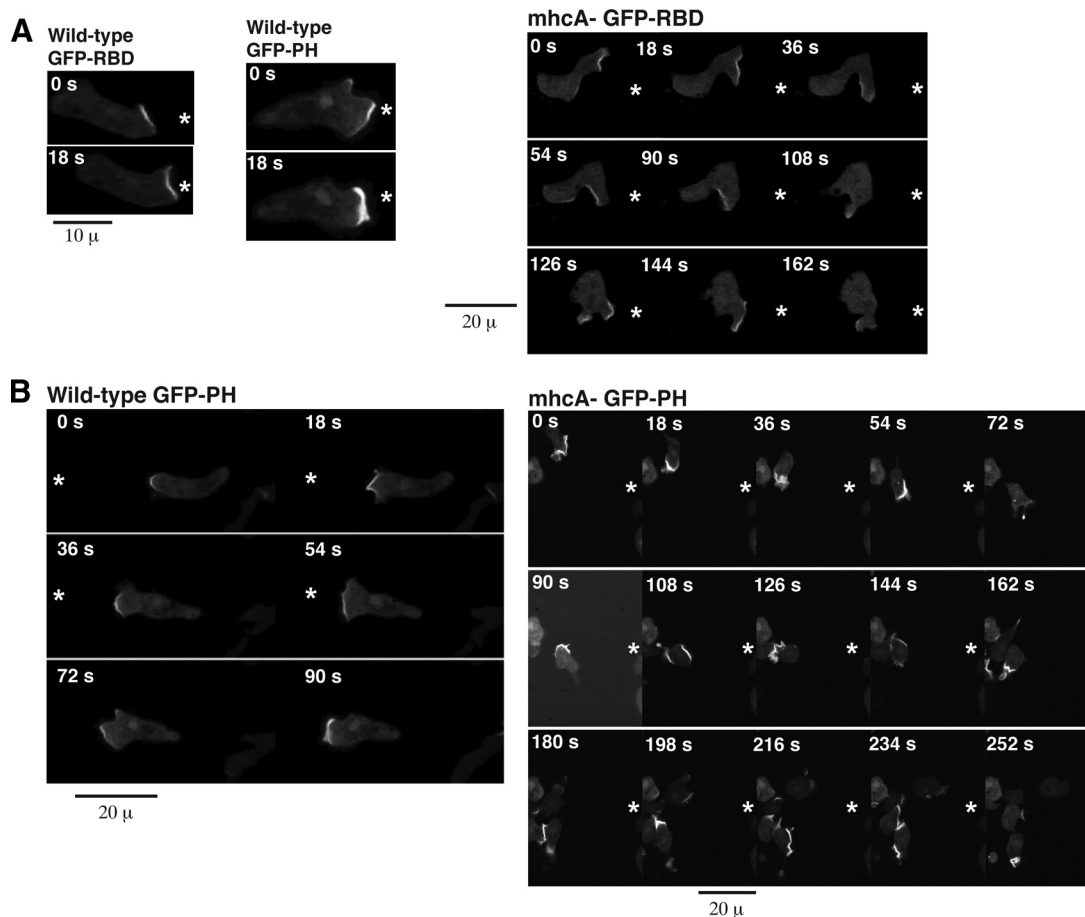 A
Wild-type
GFP-RBD
0 s
18 s
*
*
10 μ
Wild-type
GFP-PH
0 s
*
18 s
*
mhcA- GFP-RBD
0 s 18 s 36 s
* * *
54 s 90 s 108 s
* * *
126 s 144 s 162 s
* * *
20 μ
B
Wild-type GFP-PH
0 s 18 s
* *
36 s 54 s
* *
72 s 90 s
20 μ
mhcA- GFP-PH
0 s 18 s 36 s 54 s 72 s
* * * *
90 s 108 s 126 s 144 s 162 s
* * * *
180 s 198 s 216 s 234 s 252 s
* * * *
20 μ